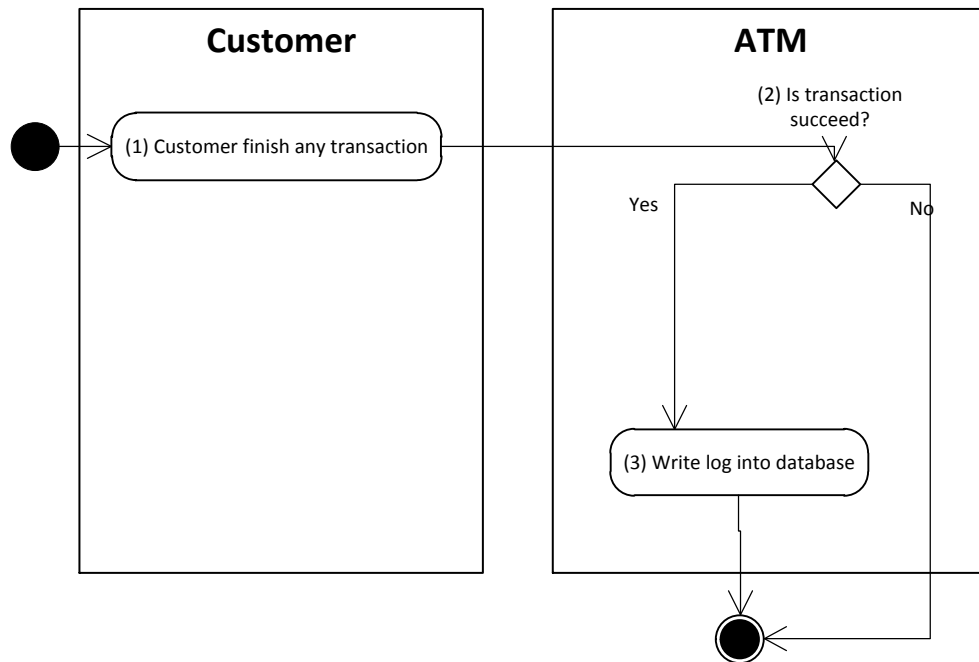 Customer
ATM
(1) Customer finish any transaction
(2) Is transaction
succeed?
Yes
No
(3) Write log into database